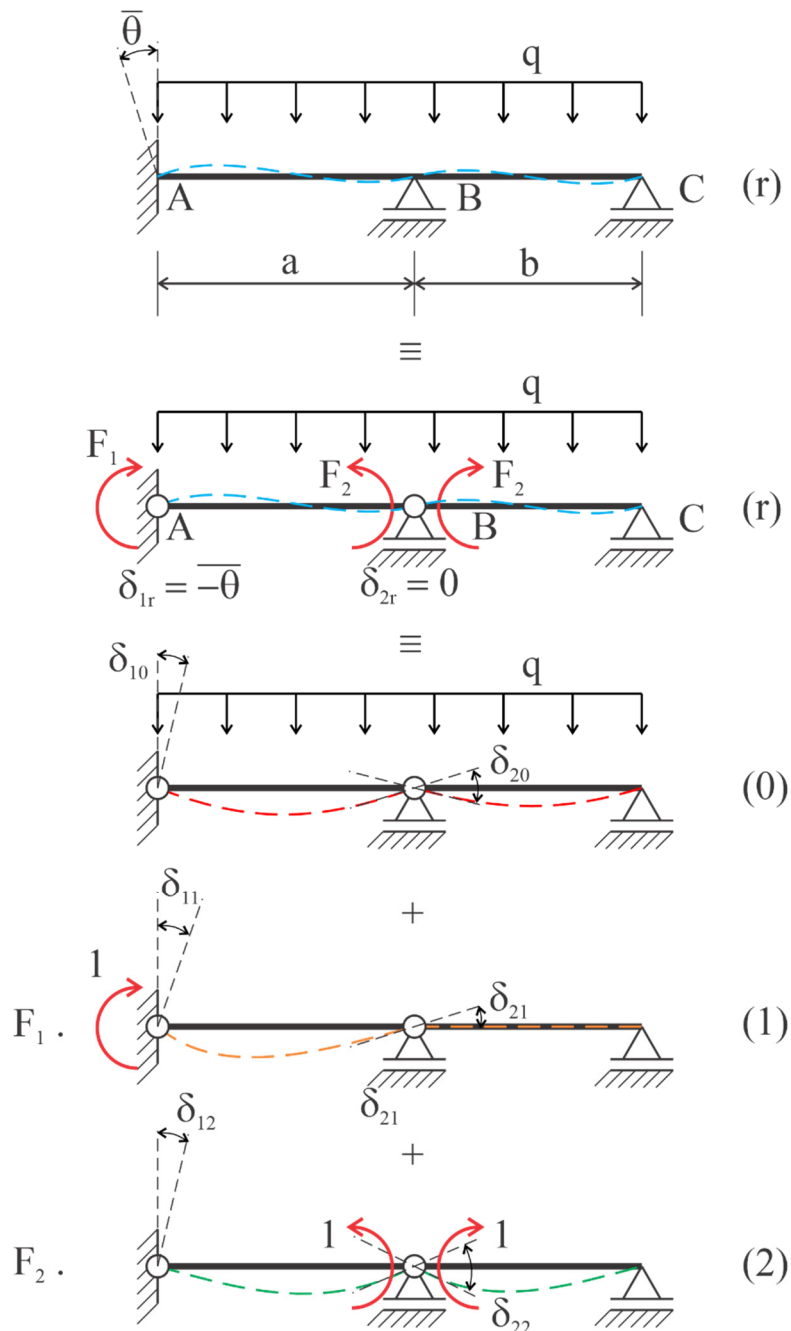 θ̅
q
A B C (r)
a b
≡
q
F₁ F₂ F₂
A B C (r)
δ₁ᵣ = \overline{-θ} δ₂ᵣ = 0
≡
δ₁₀ q
δ₂₀
(0)
δ₁₁ +
1 δ₂₁
F₁ . (1)
δ₁₂ δ₂₁
+
1 1
F₂ . (2)
δ₂₂